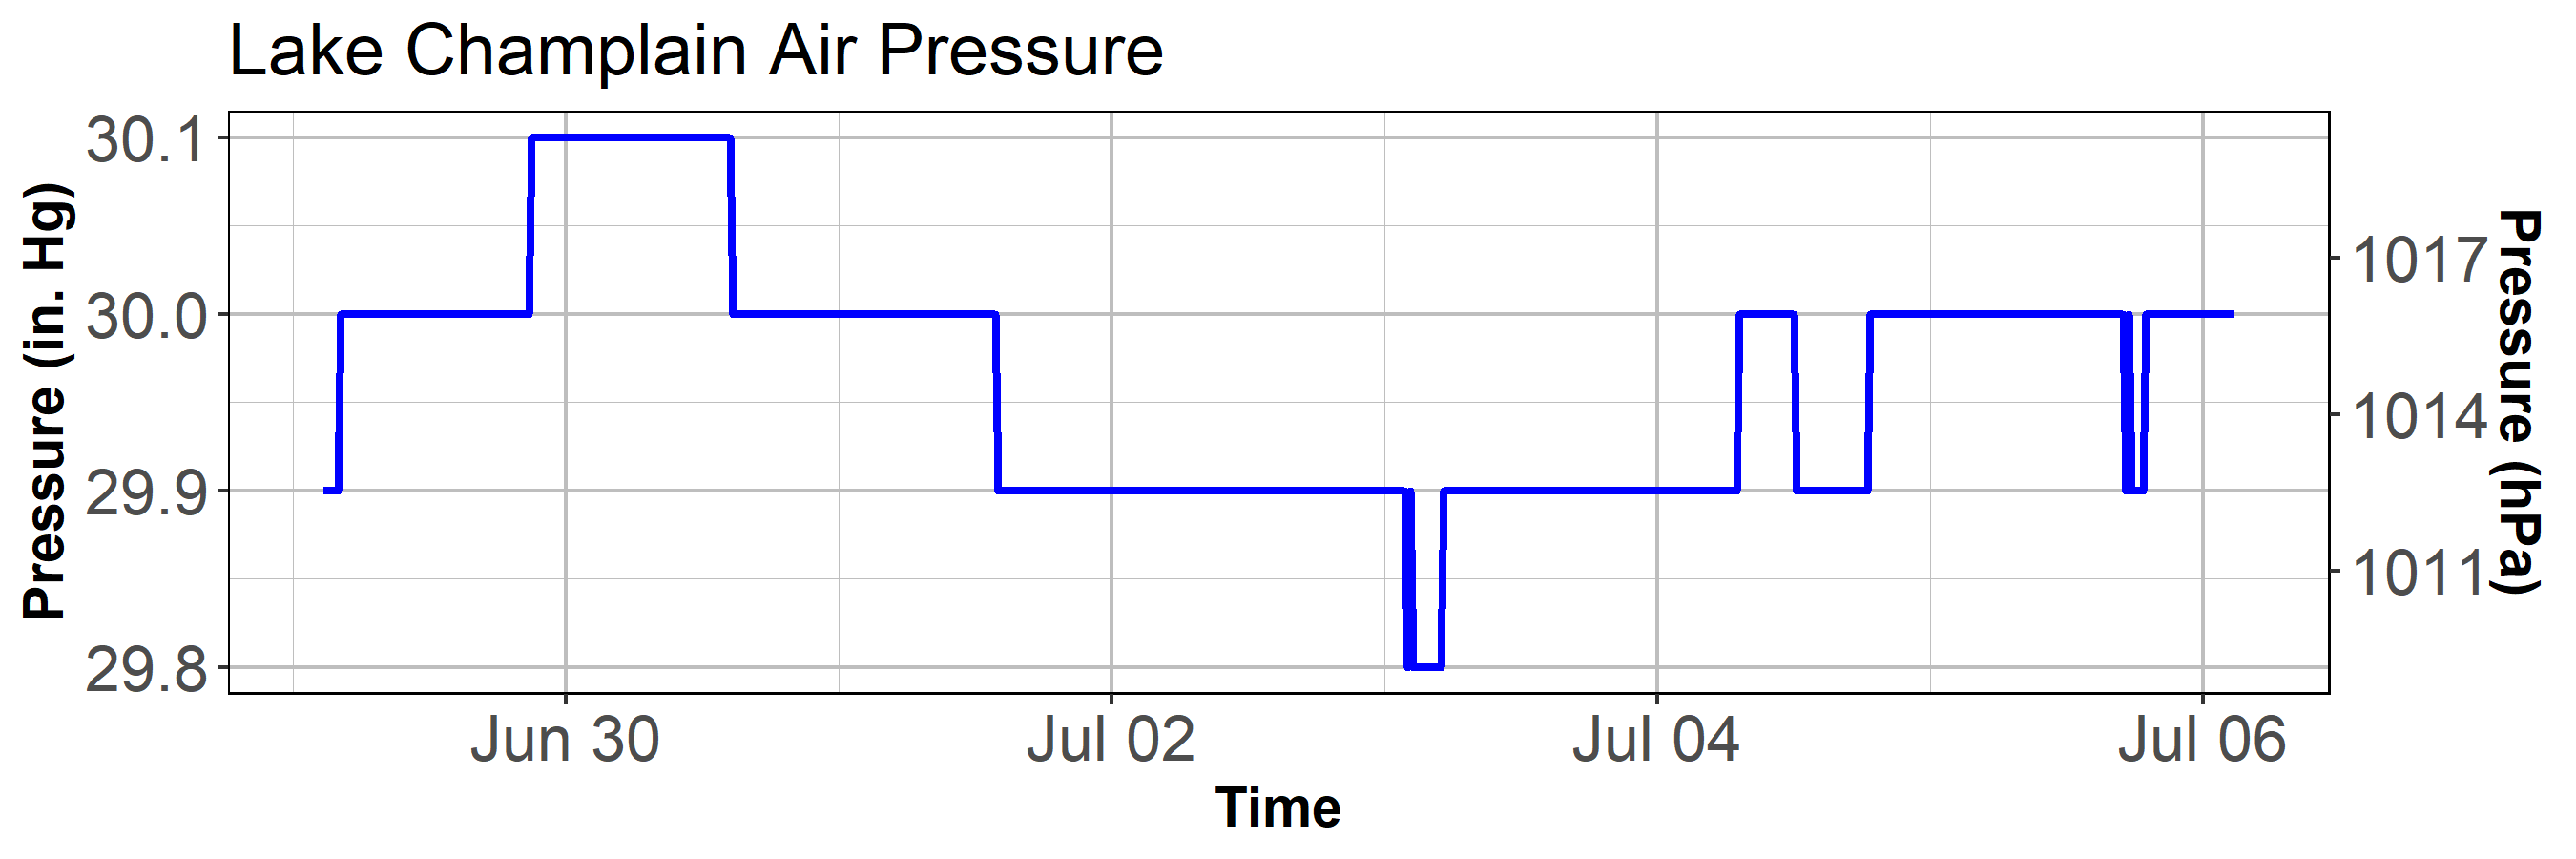 Lake Champlain Air Pressure
Pressure (in. Hg)
30.1
30.0
29.9
29.8
1017
1014
1011
Pressure (hPa)
Jun 30
Jul 02
Jul 04
Jul 06
Time